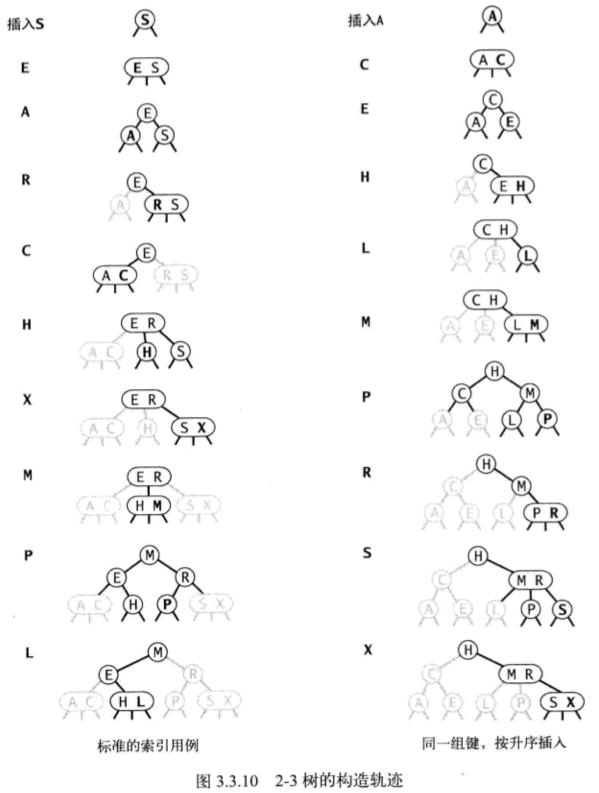 插入S S
E E S
A E
A S
R E
A R S
C E
A C R S
H E R
A C H S
X E R
A C H S X
M E R
A C H M S X
P M
E R
A C H P S X
L M
E R
A C H L P S X
标准的索引用例
插入A A
C A C
E C
A E
H C
A E H
L C H
A E L
M C H
A E L M
P H
C M
A E L P
R H
C M
A E L P R
S H
C M R
A E L P S
X H
C M R
A E L P S X
同一组键，按升序插入
图 3.3.10 2-3 树的构造轨迹